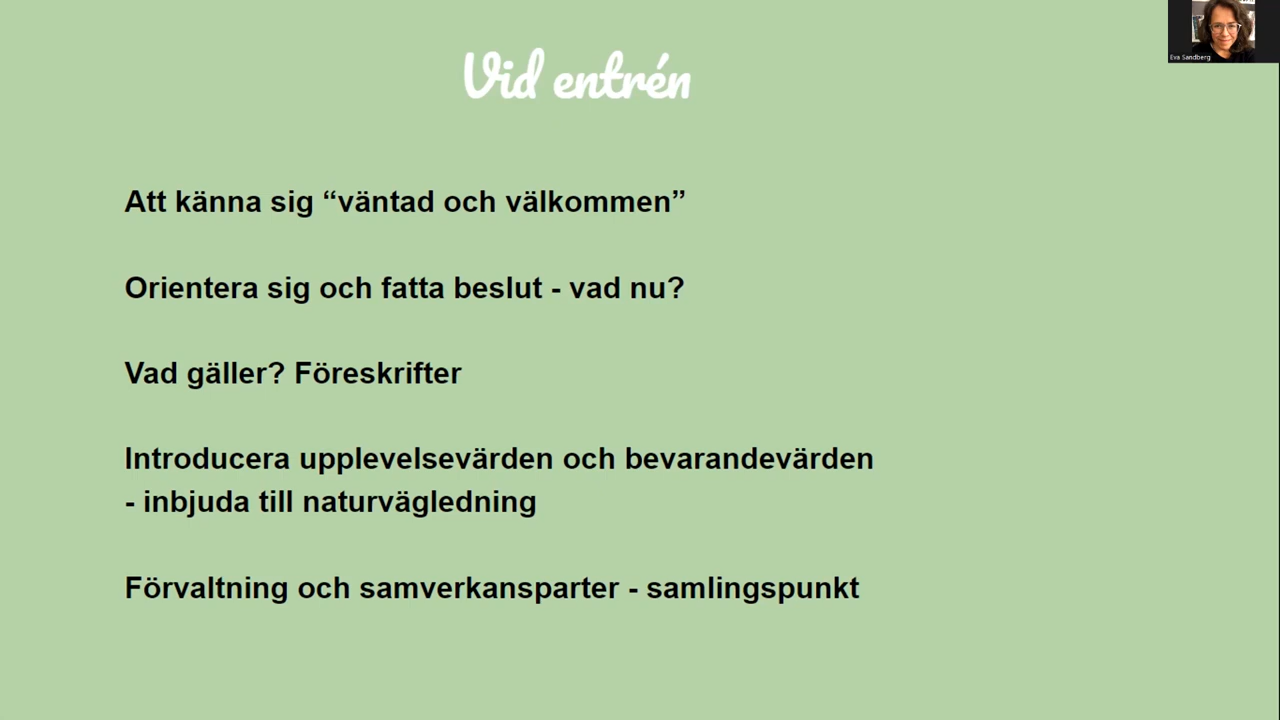 Vid entrén
Eva Sandberg
Att känna sig “väntad och välkommen”
Orientera sig och fatta beslut - vad nu?
Vad gäller? Föreskrifter
Introducera upplevelsevärden och bevarandevärden
- inbjuda till naturvägledning
Förvaltning och samverkansparter - samlingspunkt